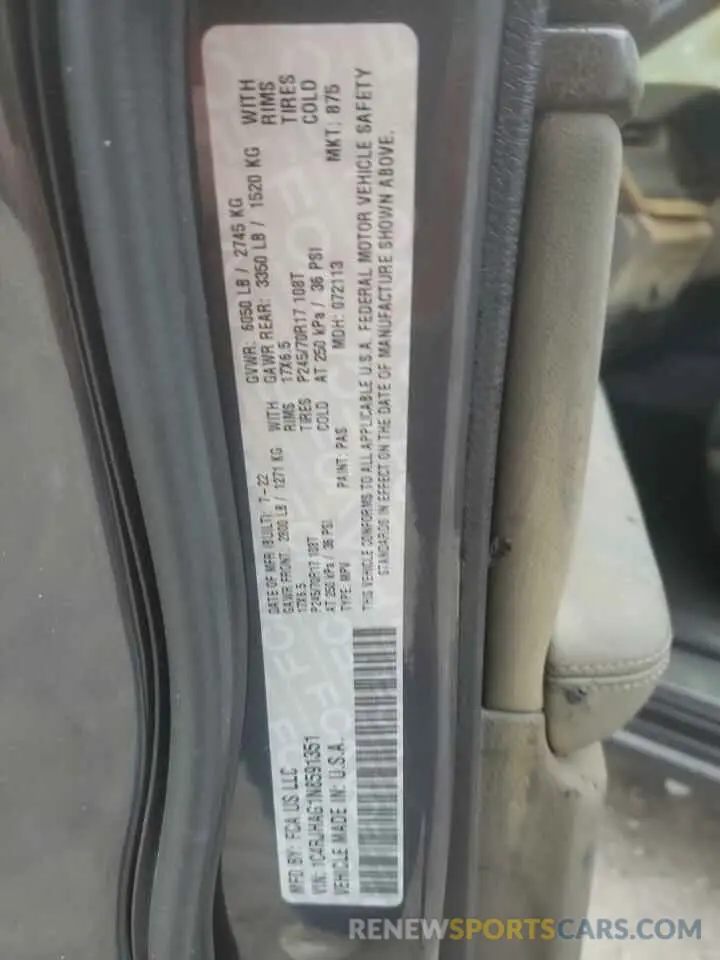 MFD BY: FCA US LLC
DATE OF MFR (BUILT): 7-22
GVWR: 6050 LB / 2745 KG
GAWR FRONT: 2800 LB / 1271 KG WITH
GAWR REAR: 3350 LB / 1520 KG WITH
17X6.5 RIMS
17X6.5 RIMS
P245/70R17 108T TIRES
P245/70R17 108T TIRES
AT 250 kPa / 36 PSI COLD
AT 250 kPa / 36 PSI COLD
VIN: 1C4RJHAG1N8591351
TYPE: MPV
PAINT: PAS
MDH: 072113
MKT: 875
VEHICLE MADE IN: U.S.A.
THIS VEHICLE CONFORMS TO ALL APPLICABLE U.S.A. FEDERAL MOTOR VEHICLE SAFETY
STANDARDS IN EFFECT ON THE DATE OF MANUFACTURE SHOWN ABOVE.
RENEWSPORTSCARS.COM